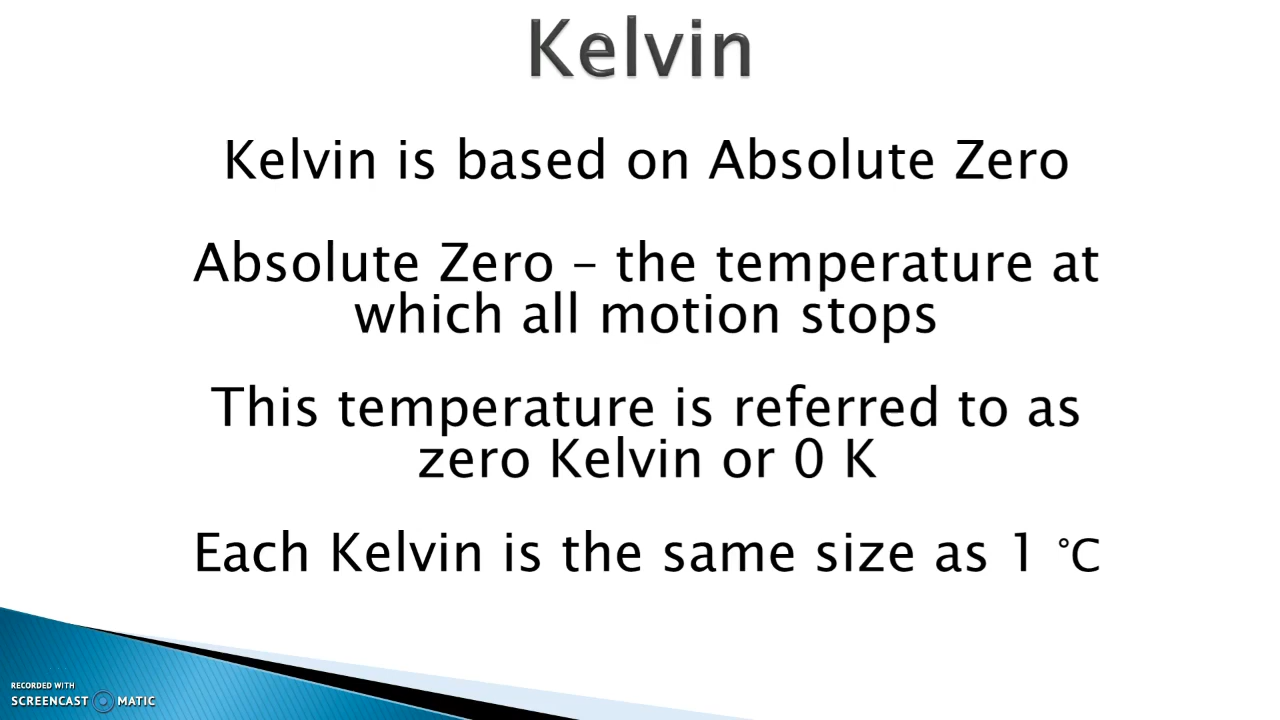 Kelvin
Kelvin is based on Absolute Zero
Absolute Zero – the temperature at
which all motion stops
This temperature is referred to as
zero Kelvin or 0 K
Each Kelvin is the same size as 1 °C
RECORDED WITH
SCREENCAST MATIC